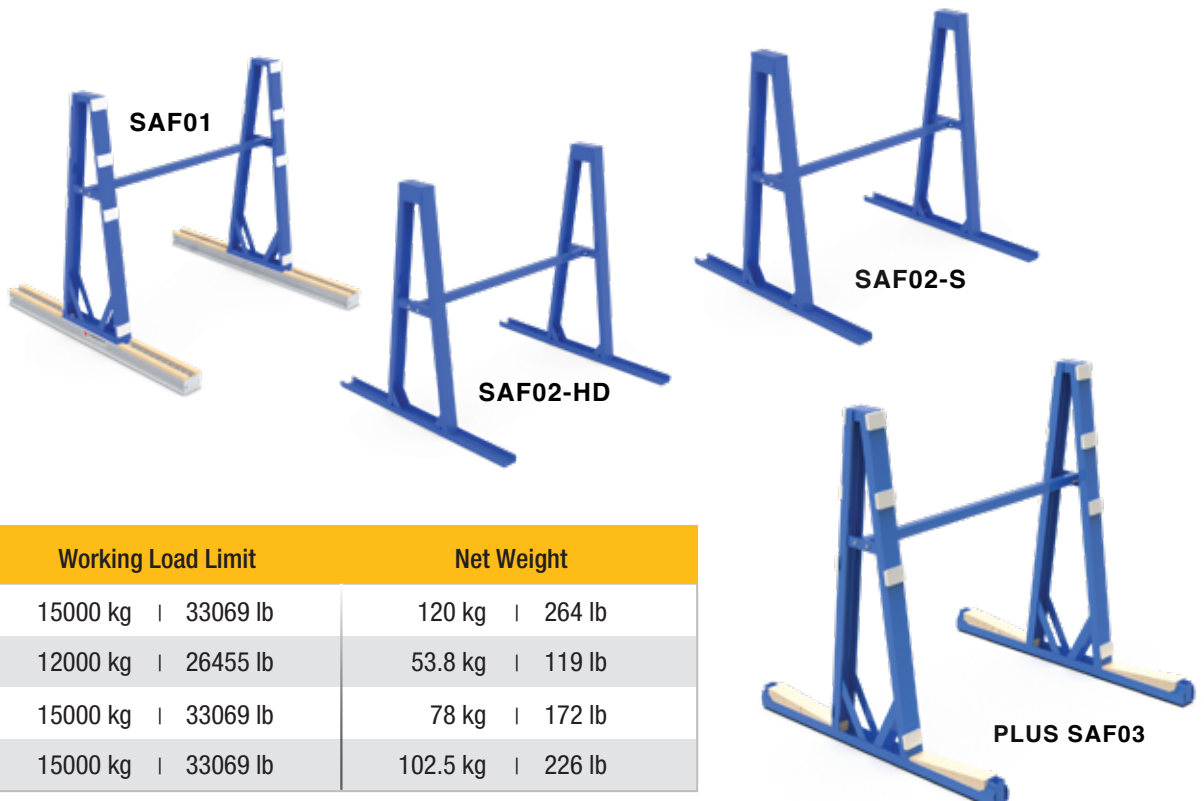 SAF01
SAF02-S
SAF02-HD
PLUS SAF03
Working Load Limit Net Weight
15000 kg | 33069 lb 120 kg | 264 lb
12000 kg | 26455 lb 53.8 kg | 119 lb
15000 kg | 33069 lb 78 kg | 172 lb
15000 kg | 33069 lb 102.5 kg | 226 lb